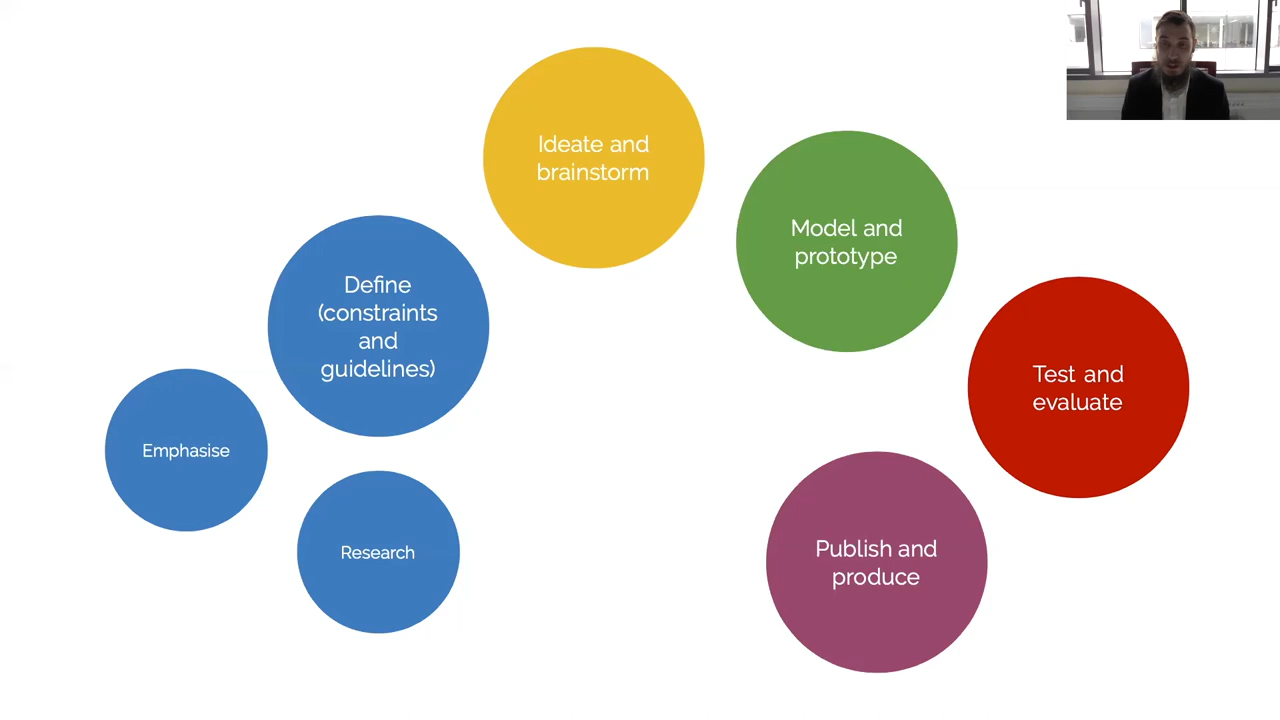 Ideate and
brainstorm
Model and
prototype
Define
(constraints
and
guidelines)
Test and
evaluate
Emphasise
Research
Publish and
produce